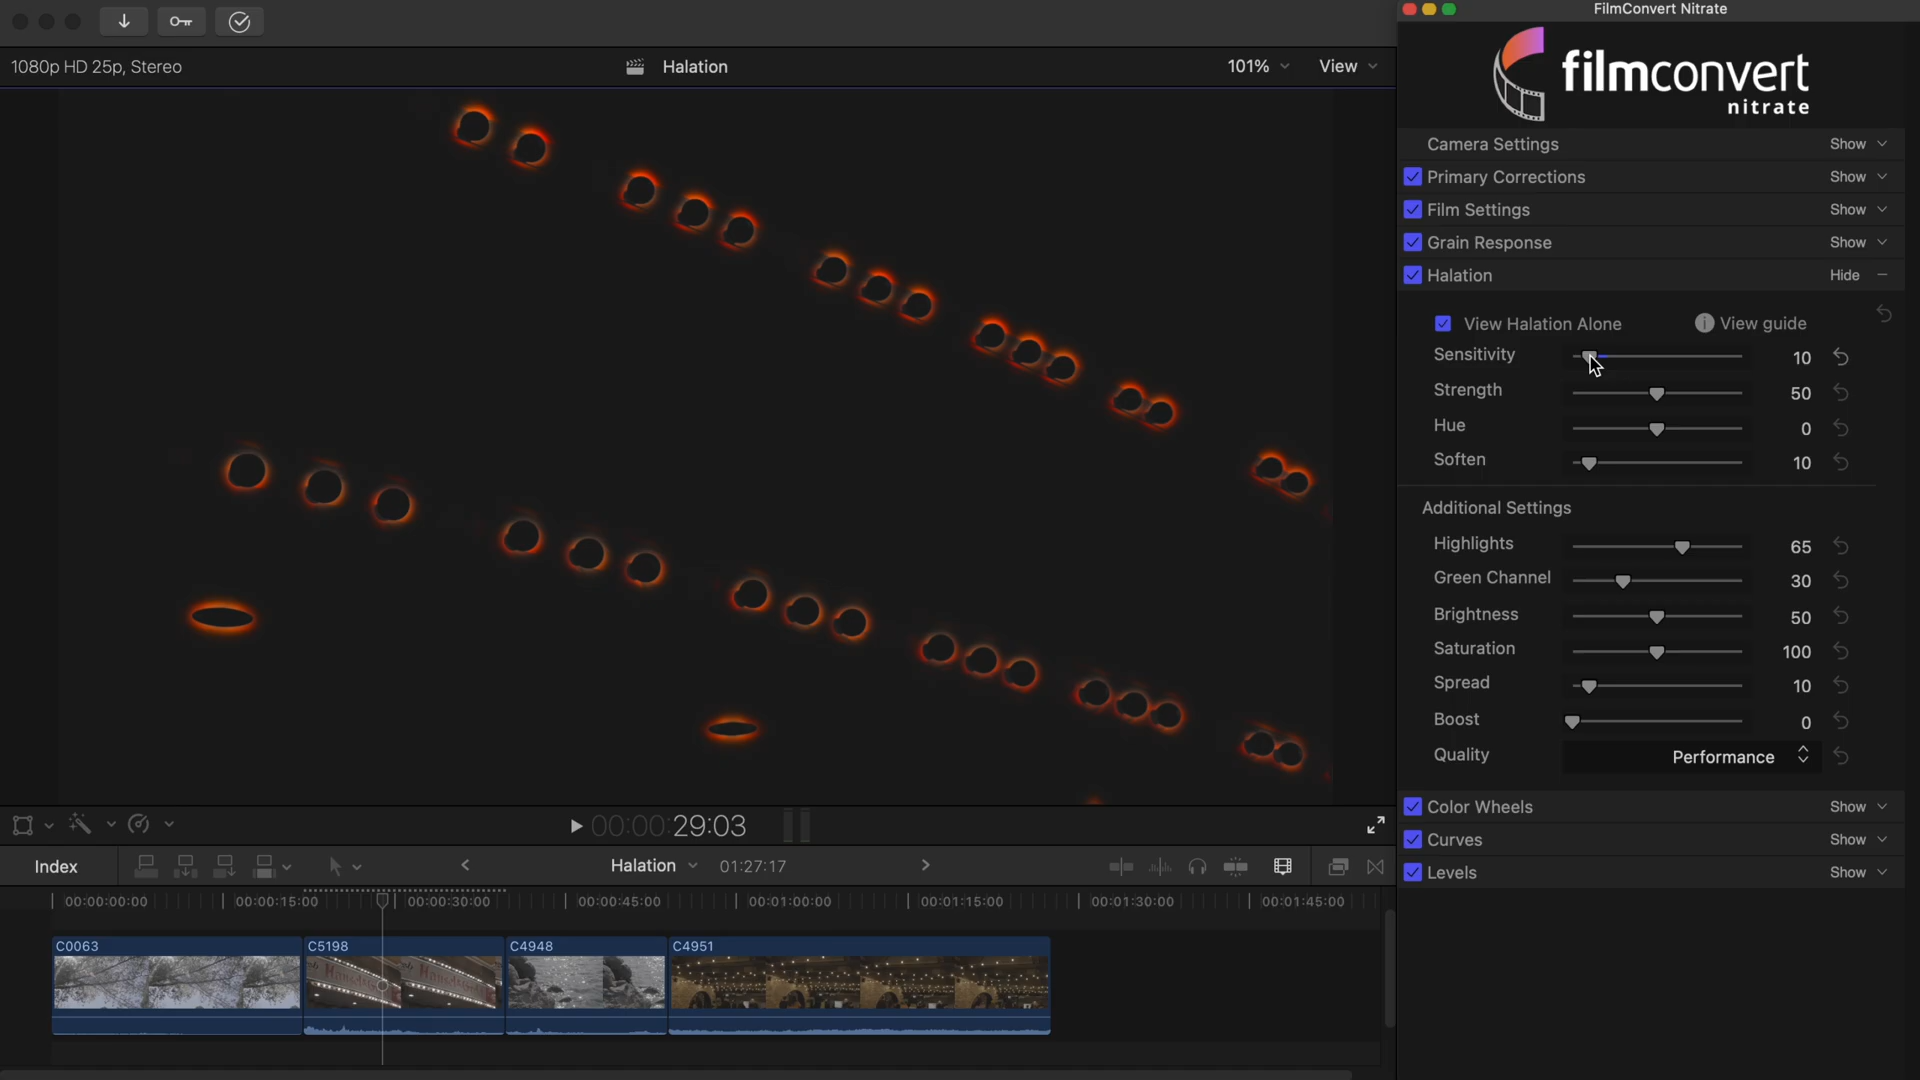 FilmConvert Nitrate
1080p HD 25p, Stereo
Halation
101%
View
filmconvert
nitrate
Camera Settings Show
Primary Corrections Show
Film Settings Show
Grain Response Show
Halation Hide
View Halation Alone View guide
Sensitivity 10
Strength 50
Hue 0
Soften 10
Additional Settings
Highlights 65
Green Channel 30
Brightness 50
Saturation 100
Spread 10
Boost 0
Quality Performance
Color Wheels Show
Curves Show
Levels Show
00:00:00:29:03
Index
Halation 01:27:17
00:00:00:00 00:00:15:00 00:00:30:00 00:00:45:00 00:01:00:00 00:01:15:00 00:01:30:00 00:01:45:00
C0063 C5198 C4948 C4951